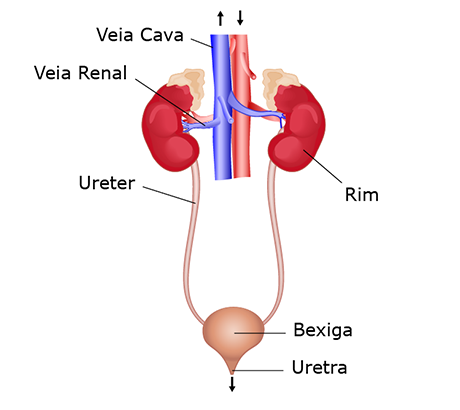 Veia Cava
Veia Renal
Ureter
Rim
Bexiga
Uretra